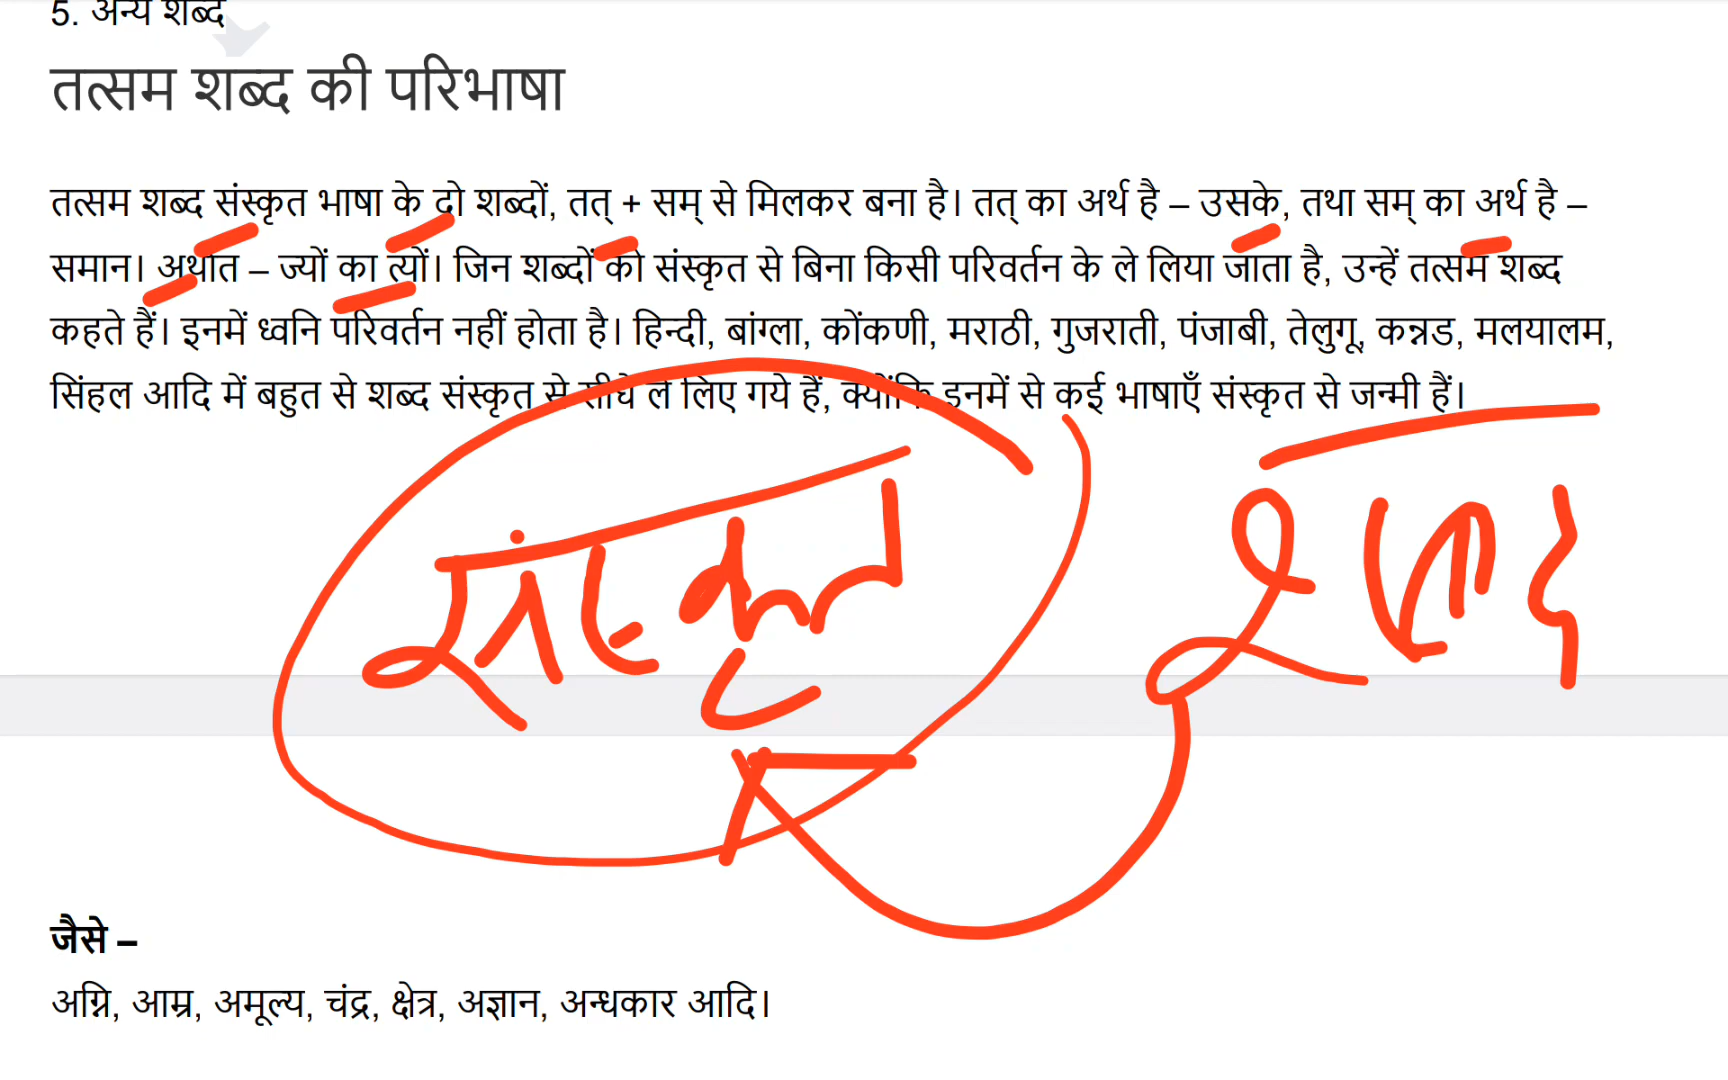 5. अन्य शब्द
तत्सम शब्द की परिभाषा
तत्सम शब्द संस्कृत भाषा के दो शब्दों, तत् + सम् से मिलकर बना है। तत् का अर्थ है – उसके, तथा सम् का अर्थ है –
समान। अर्थात – ज्यों का त्यों। जिन शब्दों को संस्कृत से बिना किसी परिवर्तन के ले लिया जाता है, उन्हें तत्सम शब्द
कहते हैं। इनमें ध्वनि परिवर्तन नहीं होता है। हिन्दी, बांग्ला, कोंकणी, मराठी, गुजराती, पंजाबी, तेलुगू, कन्नड, मलयालम,
सिंहल आदि में बहुत से शब्द संस्कृत से सीधे ले लिए गये हैं, क्योंकि इनमें से कई भाषाएँ संस्कृत से जन्मी हैं।
संस्कृत शब्द
जैसे –
अग्नि, आम्र, अमूल्य, चंद्र, क्षेत्र, अज्ञान, अन्धकार आदि।